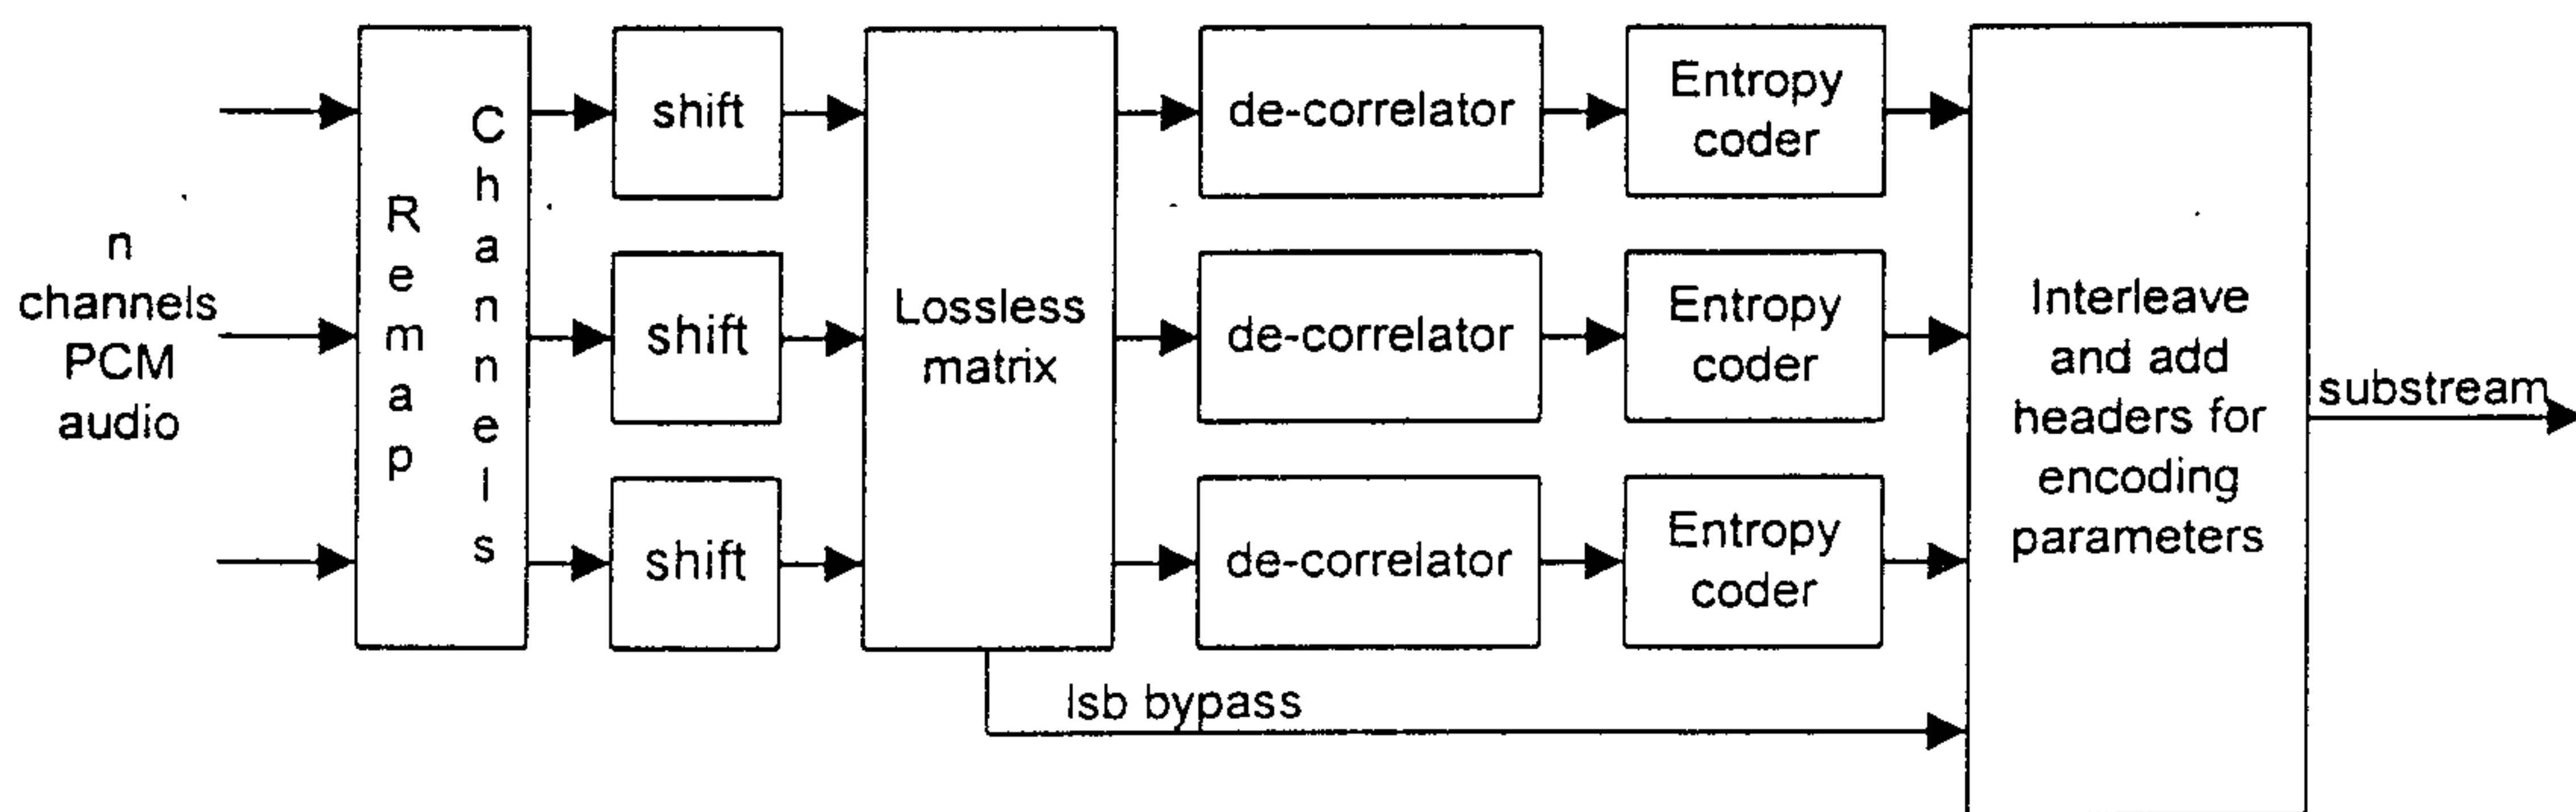 n
channels
PCM
audio
Remap
Channels
shift
shift
shift
Lossless
matrix
de-correlator
de-correlator
de-correlator
Entropy
coder
Entropy
coder
Entropy
coder
Interleave
and add
headers for
encoding
parameters
substream
lsb bypass